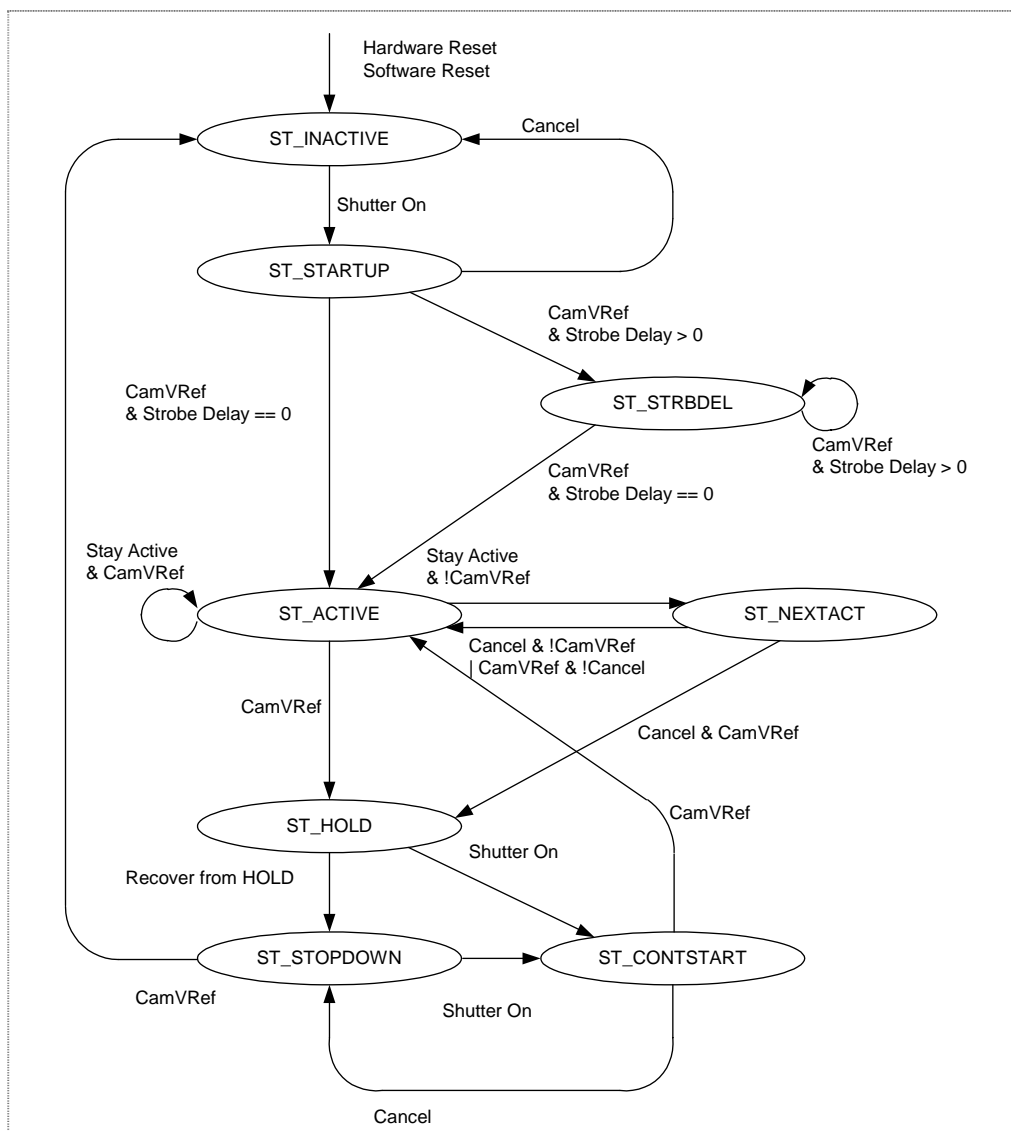 Hardware Reset
Software Reset
ST_INACTIVE
Cancel
Shutter On
ST_STARTUP
CamVRef
& Strobe Delay > 0
CamVRef
& Strobe Delay == 0
ST_STRBDEL
CamVRef
& Strobe Delay > 0
CamVRef
& Strobe Delay == 0
Stay Active
& CamVRef
Stay Active
& !CamVRef
ST_ACTIVE
ST_NEXTACT
Cancel & !CamVRef
| CamVRef & !Cancel
CamVRef
Cancel & CamVRef
CamVRef
ST_HOLD
Shutter On
Recover from HOLD
ST_STOPDOWN
ST_CONTSTART
CamVRef
Shutter On
Cancel